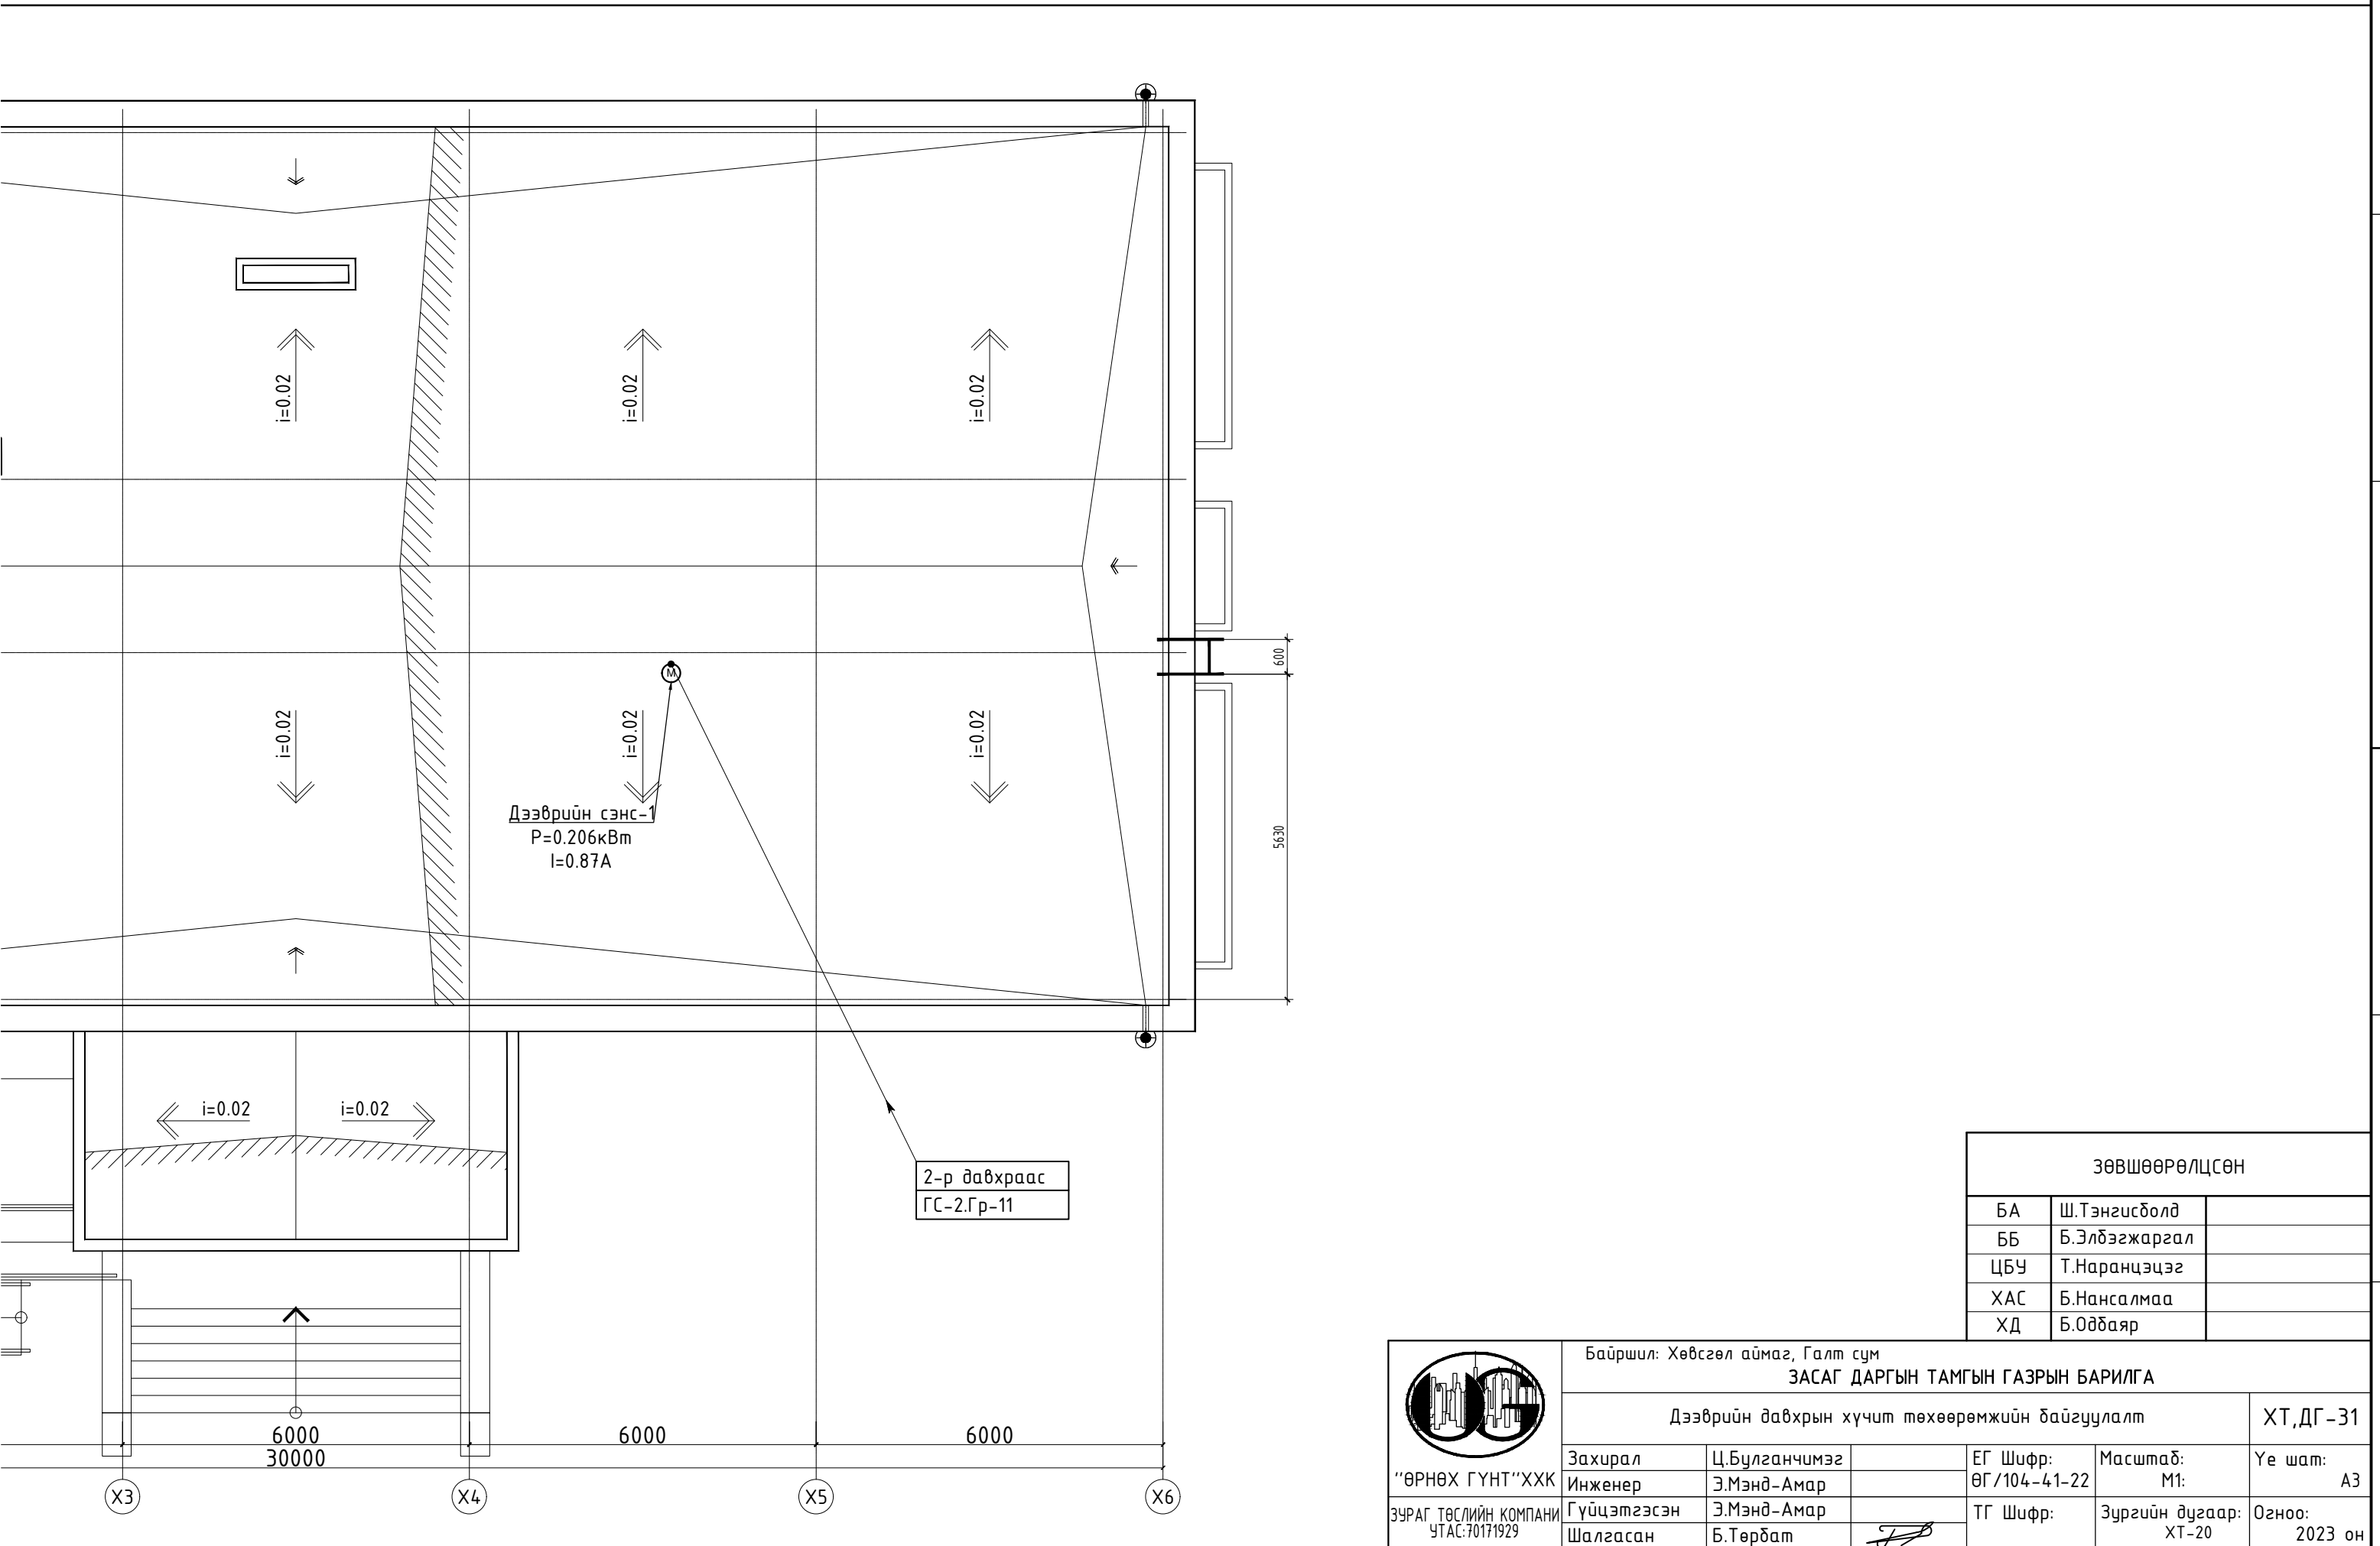 i=0.02
i=0.02
i=0.02
600
M
i=0.02
i=0.02
i=0.02
Дээврийн сэнс-1
P=0.206кВт
I=0.87A
5630
i=0.02
i=0.02
2-р давхраас
ГС-2.Гр-11
6000
6000
6000
30000
X3
X4
X5
X6
ЗӨВШӨӨРӨЛЦСӨН
БА Ш.Тэнгисболд
ББ Б.Элбэгжаргал
ЦБУ Т.Наранцэцэг
ХАС Б.Нансалмаа
ХД Б.Одбаяр
Байршил: Хөвсгөл аймаг, Галт сум
ЗАСАГ ДАРГЫН ТАМГЫН ГАЗРЫН БАРИЛГА
Дээврийн давхрын хүчит төхөөрөмжийн байгуулалт
ХТ,ДГ-31
"ӨРНӨХ ГҮНТ"ХХК
ЗУРАГ ТӨСЛИЙН КОМПАНИ
УТАС:70171929
Захирал Ц.Булганчимэг
Инженер Э.Мэнд-Амар
Гүйцэтгэсэн Э.Мэнд-Амар
Шалгасан Б.Төрбат
ЕГ Шифр:
ӨГ/104-41-22
Масштаб:
М1:
Үе шат:
А3
ТГ Шифр:
Зургийн дугаар:
ХТ-20
Огноо:
2023 он